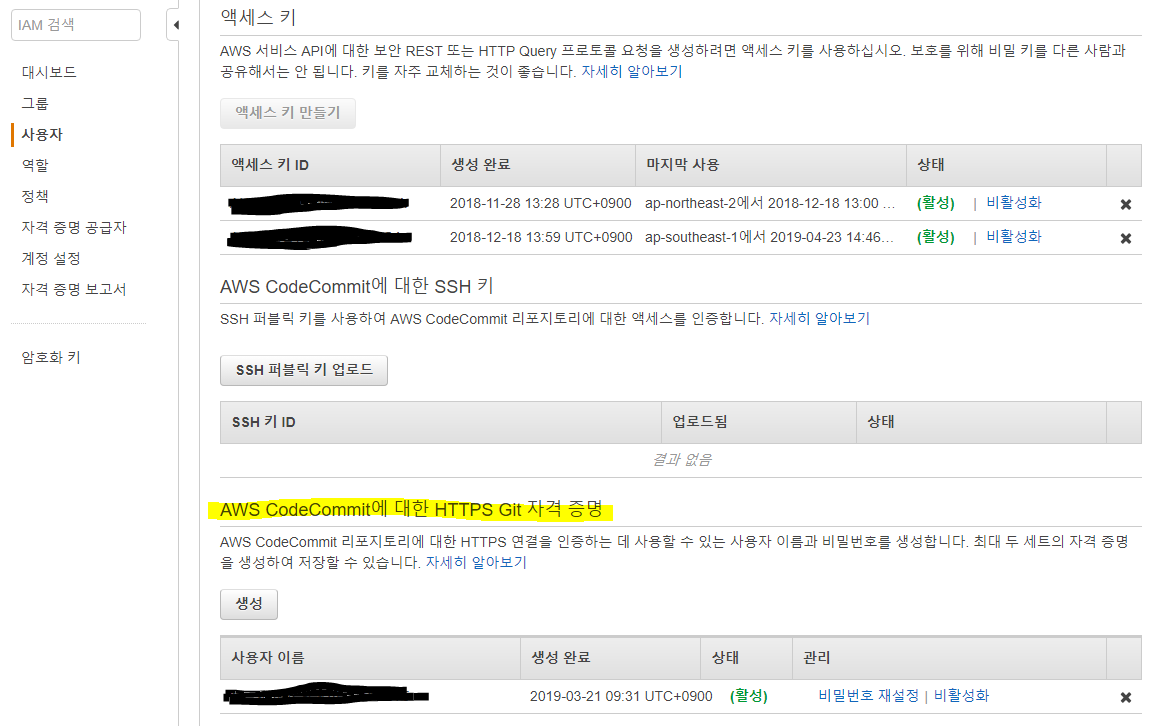 IAM 검색
대시보드
그룹
사용자
역할
정책
자격 증명 공급자
계정 설정
자격 증명 보고서
암호화 키
액세스 키
AWS 서비스 API에 대한 보안 REST 또는 HTTP Query 프로토콜 요청을 생성하려면 액세스 키를 사용하십시오. 보호를 위해 비밀 키를 다른 사람과
공유해서는 안 됩니다. 키를 자주 교체하는 것이 좋습니다. 자세히 알아보기
액세스 키 만들기
액세스 키 ID 생성 완료 마지막 사용 상태
2018-11-28 13:28 UTC+0900 ap-northeast-2에서 2018-12-18 13:00 ... (활성) | 비활성화
2018-12-18 13:59 UTC+0900 ap-southeast-1에서 2019-04-23 14:46... (활성) | 비활성화
AWS CodeCommit에 대한 SSH 키
SSH 퍼블릭 키를 사용하여 AWS CodeCommit 리포지토리에 대한 액세스를 인증합니다. 자세히 알아보기
SSH 퍼블릭 키 업로드
SSH 키 ID 업로드됨 상태
결과 없음
AWS CodeCommit에 대한 HTTPS Git 자격 증명
AWS CodeCommit 리포지토리에 대한 HTTPS 연결을 인증하는 데 사용할 수 있는 사용자 이름과 비밀번호를 생성합니다. 최대 두 세트의 자격 증명
을 생성하여 저장할 수 있습니다. 자세히 알아보기
생성
사용자 이름 생성 완료 상태 관리
2019-03-21 09:31 UTC+0900 (활성) 비밀번호 재설정 | 비활성화